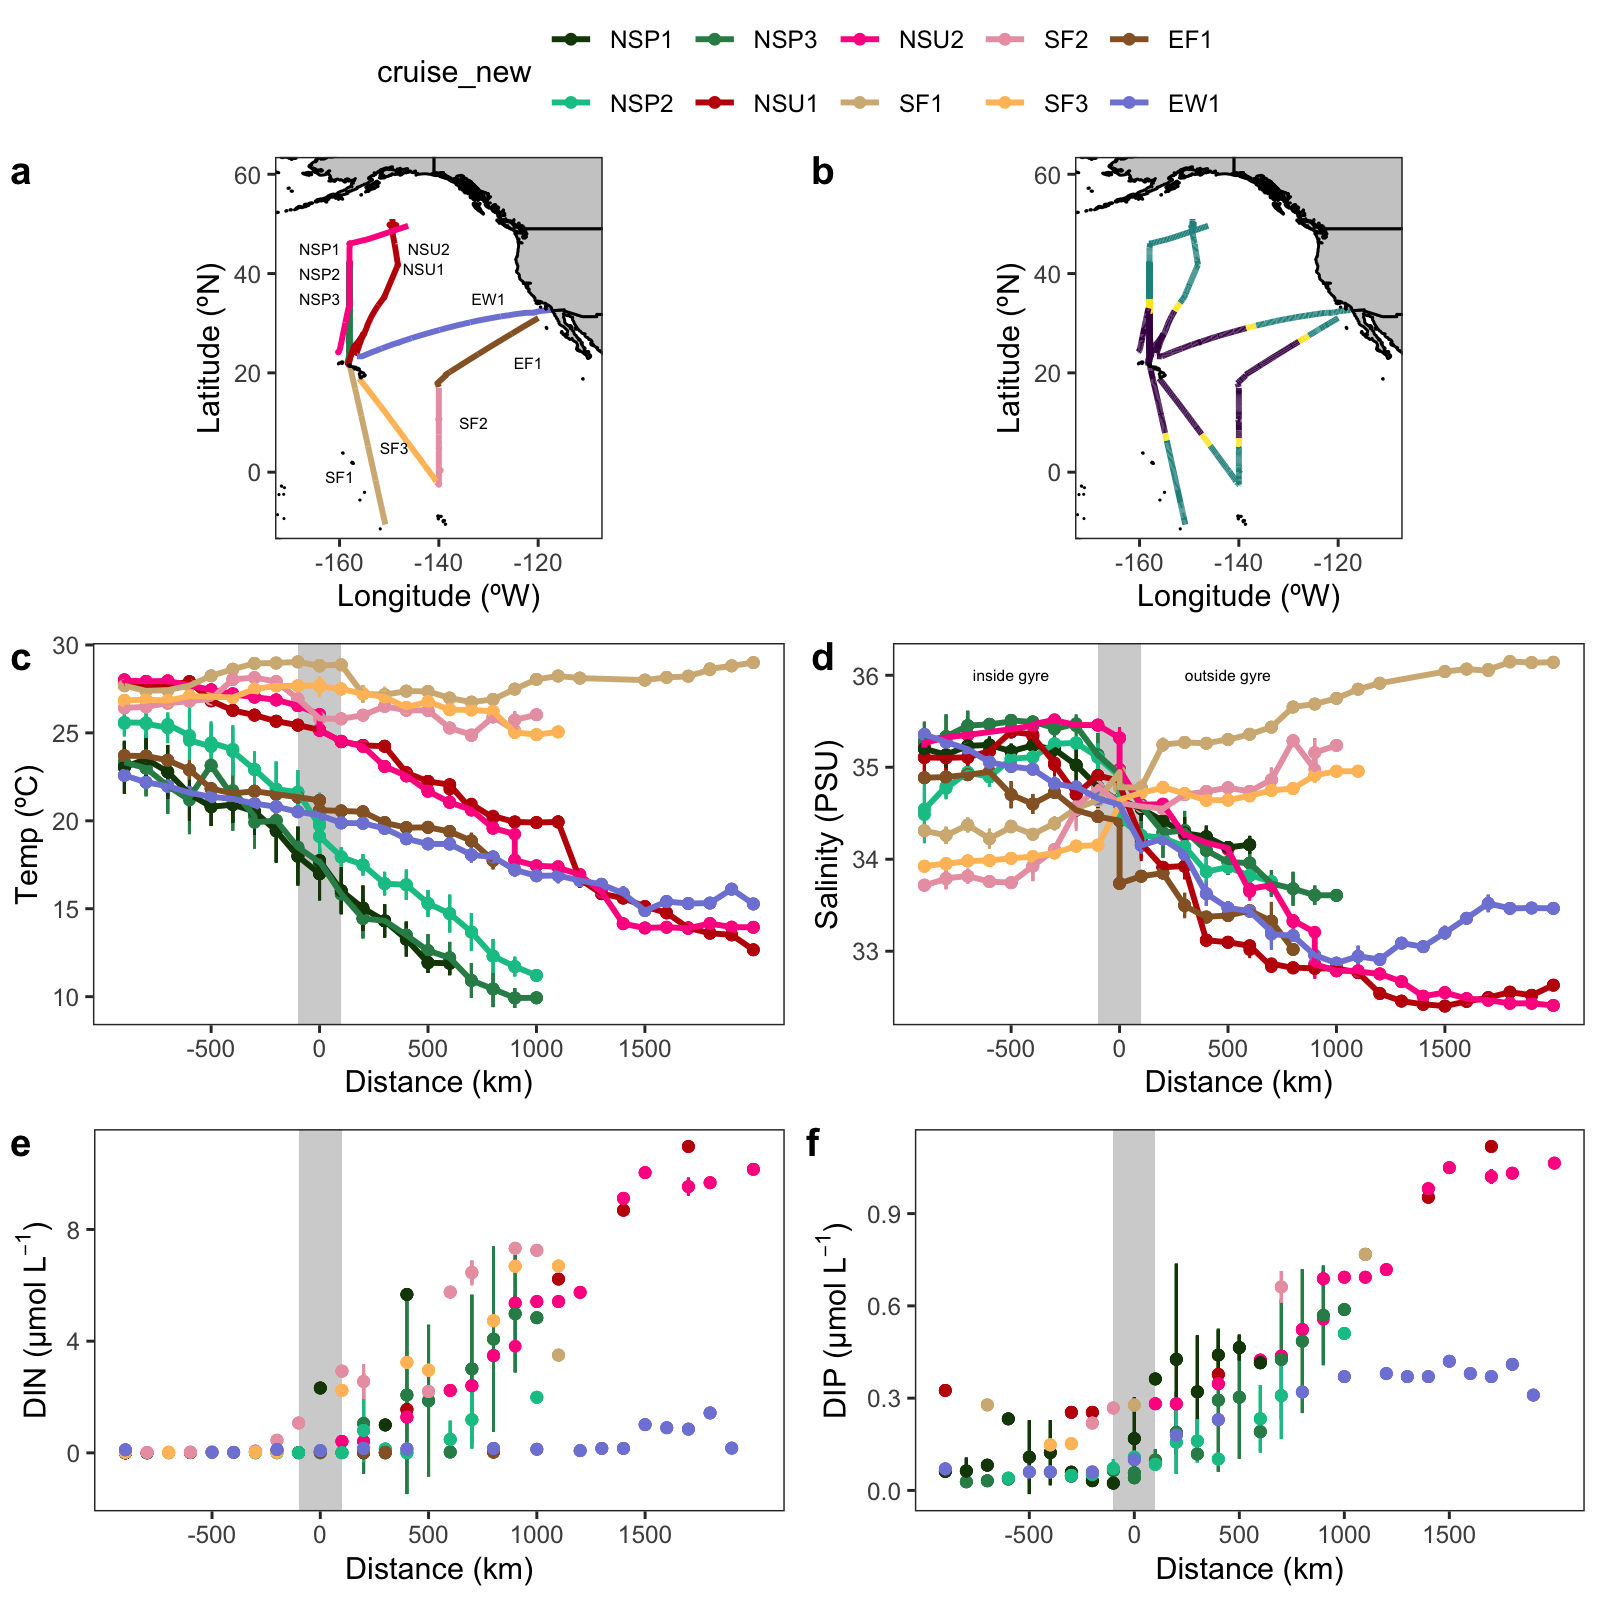 NSP1 NSP3 NSU2 SF2 EF1
cruise_new
NSP2 NSU1 SF1 SF3 EW1
a
60
40
20
0
Latitude (ºN)
NSP1
NSP2
NSP3
NSU2
NSU1
EW1
EF1
SF2
SF3
SF1
-160 -140 -120
Longitude (ºW)
b
60
40
20
0
Latitude (ºN)
-160 -140 -120
Longitude (ºW)
c
30
25
20
15
10
Temp (ºC)
-500 0 500 1000 1500
Distance (km)
d
36
35
34
33
Salinity (PSU)
inside gyre outside gyre
-500 0 500 1000 1500
Distance (km)
e
8
4
0
DIN (μmol L⁻¹)
-500 0 500 1000 1500
Distance (km)
f
0.9
0.6
0.3
0.0
DIP (μmol L⁻¹)
-500 0 500 1000 1500
Distance (km)